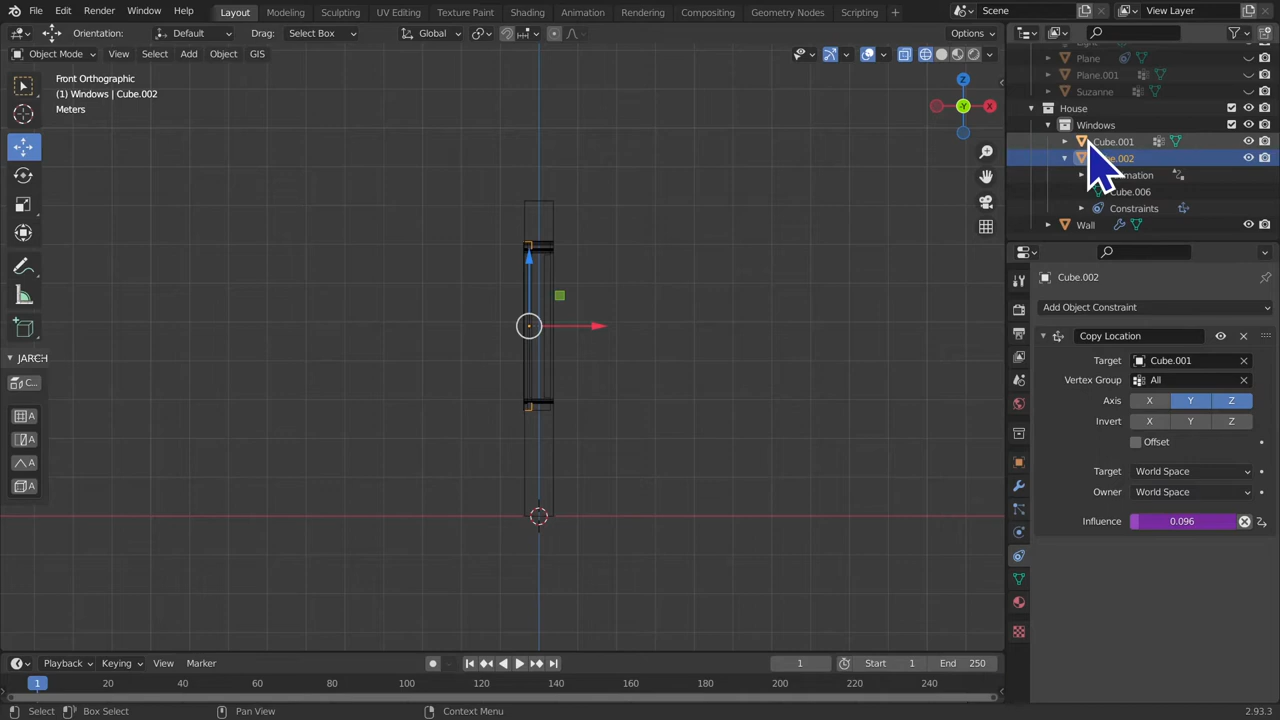 File Edit Render Window Help Layout Modeling Sculpting UV Editing Texture Paint Shading Animation Rendering Compositing Geometry Nodes Scripting + Scene View Layer
Orientation: Default Drag: Select Box Global Options
Object Mode View Select Add Object GIS
Front Orthographic
(1) Windows | Cube.002
Meters
Z
X
-Y
JARCH
C...
A
A
A
A
Light
Plane
Plane.001
Suzanne
House
Windows
Cube.001
Cube.006
Constraints
Wall
Cube.002
Add Object Constraint
Copy Location
Target Cube.001
Vertex Group All
Axis X Y Z
Invert X Y Z
Offset
Target World Space
Owner World Space
Influence 0.096
Playback Keying View Marker 1 Start 1 End 250
1 20 40 60 80 100 120 140 160 180 200 220 240
Select Box Select Pan View Context Menu 2.93.3